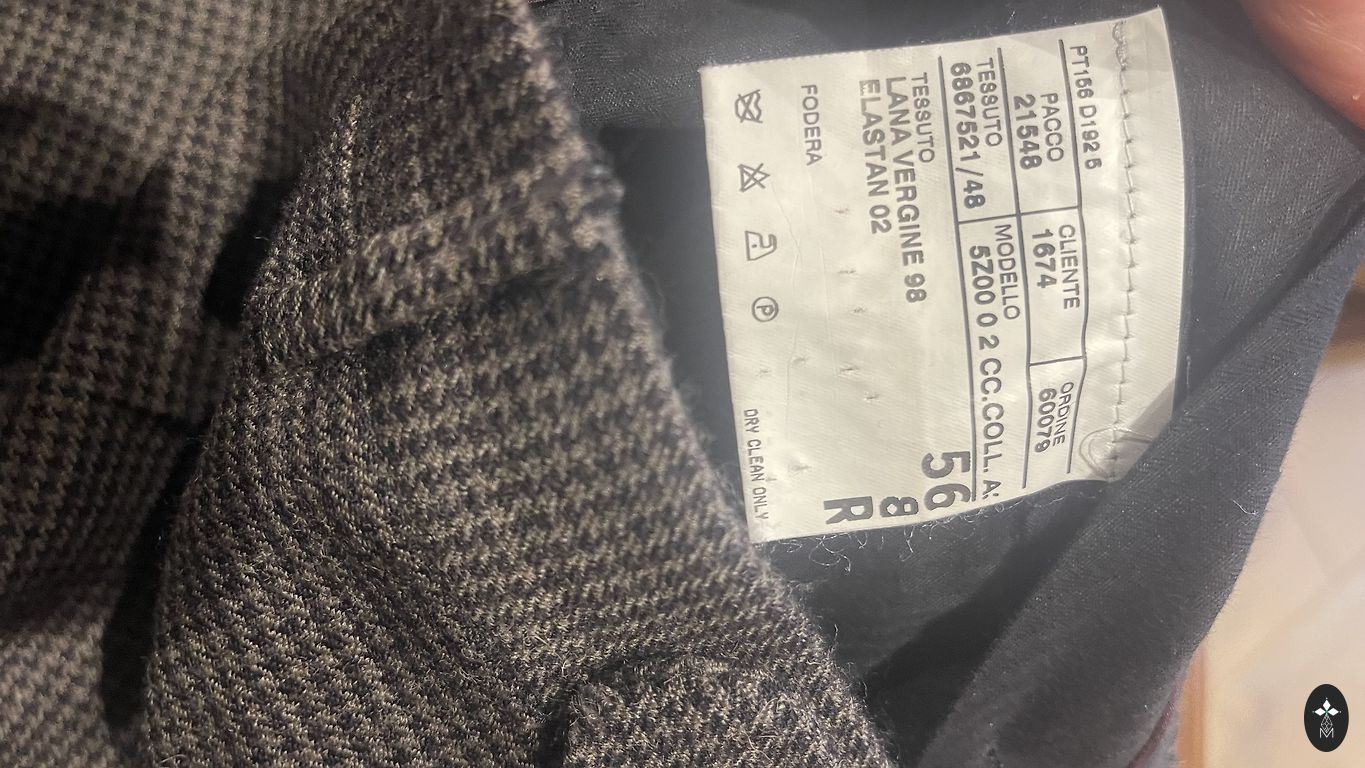 PT156 D192 5
PACCO CLIENTE ORDINE
21548 1674 60079
TESSUTO MODELLO
6867521/48 5Z00 0 2 CC.COLL. A:
TESSUTO
LANA VERGINE 98
ELASTAN 02
56
8
R
FODERA
P
DRY CLEAN ONLY
M